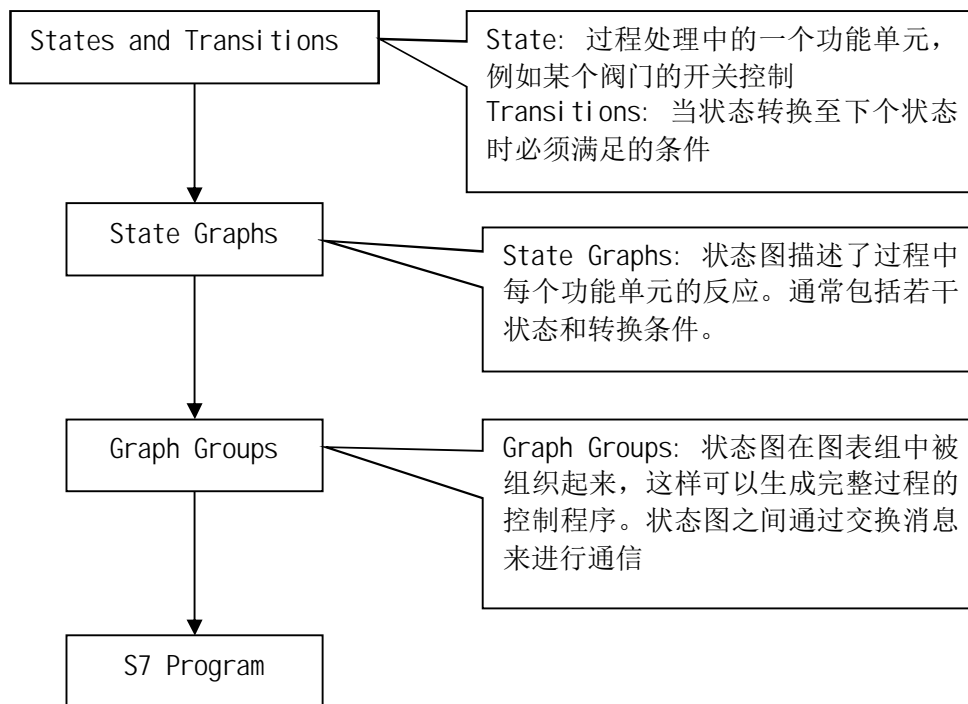 States and Transitions
State: 过程处理中的一个功能单元，
例如某个阀门的开关控制
Transitions: 当状态转换至下个状态
时必须满足的条件
State Graphs
State Graphs: 状态图描述了过程中
每个功能单元的反应。通常包括若干
状态和转换条件。
Graph Groups
Graph Groups: 状态图在图表组中被
组织起来，这样可以生成完整过程的
控制程序。状态图之间通过交换消息
来进行通信
S7 Program